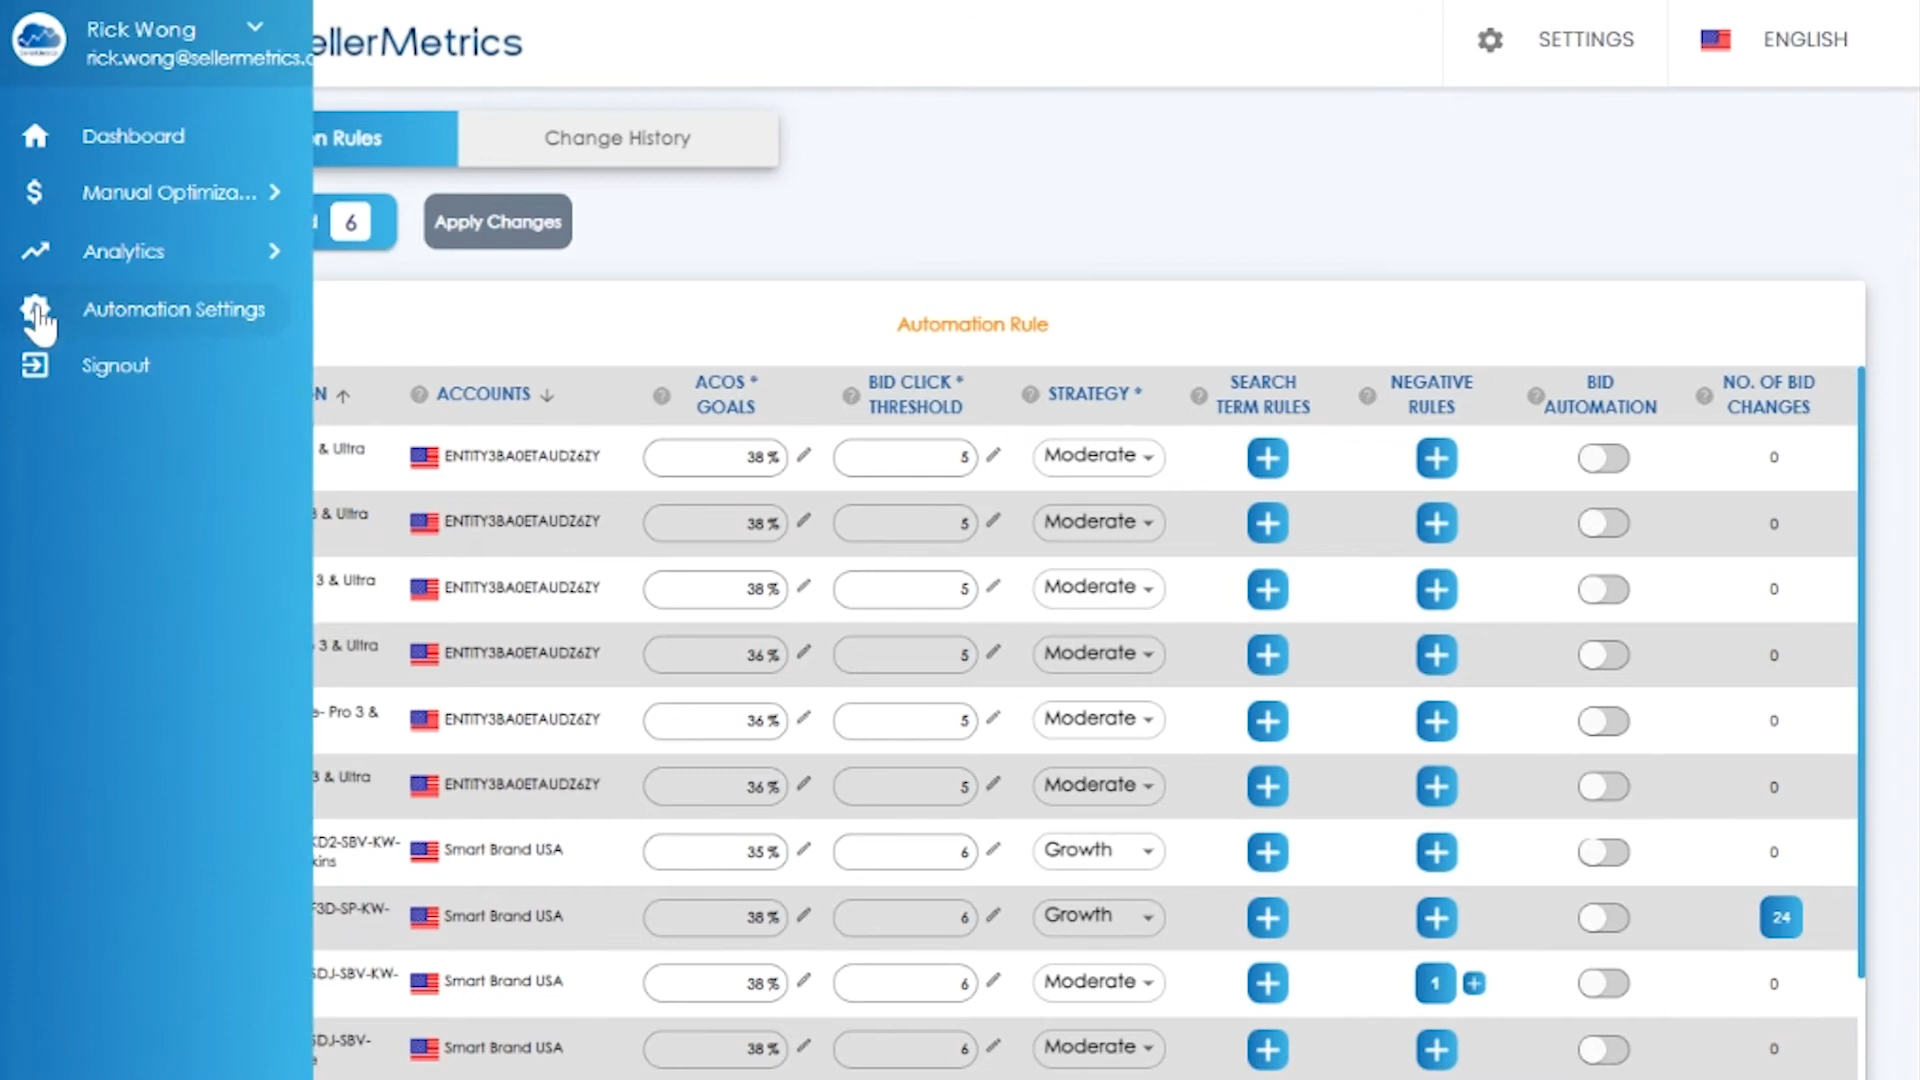 Rick Wong
rick.wong@sellermetrics.c
ellerMetrics
SETTINGS
ENGLISH
Dashboard
Manual Optimiza...
Analytics
Automation Settings
Signout
n Rules
Change History
6
Apply Changes
Automation Rule
N
ACCOUNTS
ACOS *
GOALS
BID CLICK *
THRESHOLD
STRATEGY *
SEARCH
TERM RULES
NEGATIVE
RULES
BID
AUTOMATION
NO. OF BID
CHANGES
& Ultra ENTITY3BA0ETAUDZ6ZY 38 % 5 Moderate 0
3 & Ultra ENTITY3BA0ETAUDZ6ZY 38 % 5 Moderate 0
3 & Ultra ENTITY3BA0ETAUDZ6ZY 38 % 5 Moderate 0
3 & Ultra ENTITY3BA0ETAUDZ6ZY 36 % 5 Moderate 0
e- Pro 3 & ENTITY3BA0ETAUDZ6ZY 36 % 5 Moderate 0
3 & Ultra ENTITY3BA0ETAUDZ6ZY 36 % 5 Moderate 0
KD2-SBV-KW-
kins
Smart Brand USA 35 % 6 Growth 0
F3D-SP-KW- Smart Brand USA 38 % 6 Growth 24
SDJ-SBV-KW- Smart Brand USA 38 % 6 Moderate 1 0
SDJ-SBV- Smart Brand USA 38 % 6 Moderate 0